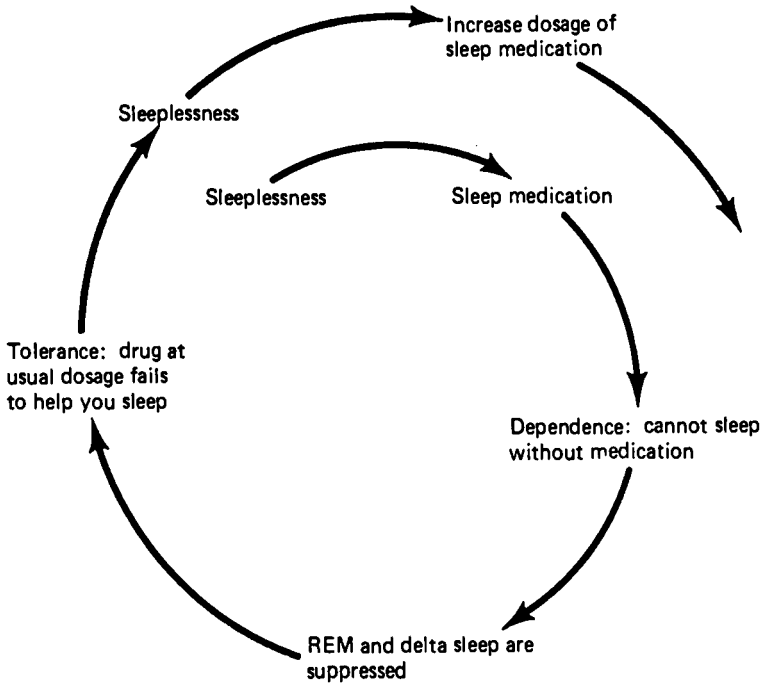 Increase dosage of
sleep medication
Sleeplessness
Sleeplessness
Sleep medication
Tolerance: drug at
usual dosage fails
to help you sleep
Dependence: cannot sleep
without medication
REM and delta sleep are
suppressed